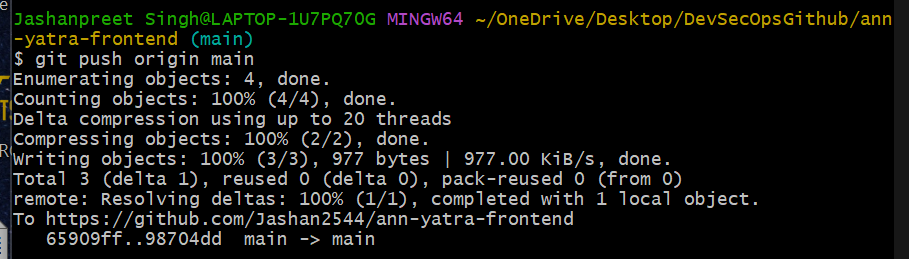 Jashanpreet Singh@LAPTOP-1U7PQ70G MINGW64 ~/OneDrive/Desktop/DevSecOpsGithub/ann
-yatra-frontend (main)
$ git push origin main
Enumerating objects: 4, done.
Counting objects: 100% (4/4), done.
Delta compression using up to 20 threads
Compressing objects: 100% (2/2), done.
Writing objects: 100% (3/3), 977 bytes | 977.00 KiB/s, done.
Total 3 (delta 1), reused 0 (delta 0), pack-reused 0 (from 0)
remote: Resolving deltas: 100% (1/1), completed with 1 local object.
To https://github.com/Jashan2544/ann-yatra-frontend
   65909ff..98704dd  main -> main